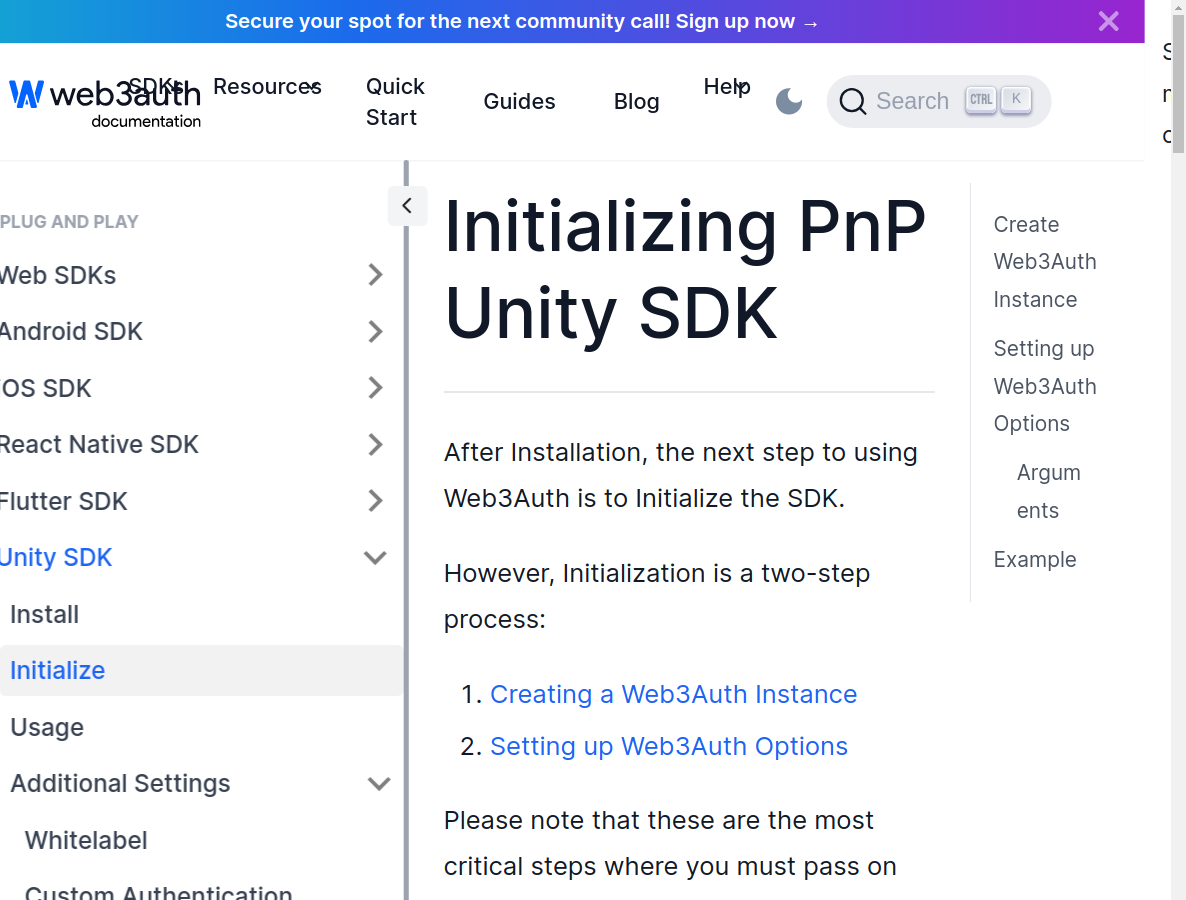 Secure your spot for the next community call! Sign up now →
web3auth
documentation
SDKs
Resources
Quick
Start
Guides
Blog
Help
Search
CTRL
K
PLUG AND PLAY
Web SDKs
Android SDK
iOS SDK
React Native SDK
Flutter SDK
Unity SDK
Install
Initialize
Usage
Additional Settings
Whitelabel
Custom Authentication
Initializing PnP
Unity SDK
After Installation, the next step to using
Web3Auth is to Initialize the SDK.
However, Initialization is a two-step
process:
1. Creating a Web3Auth Instance
2. Setting up Web3Auth Options
Please note that these are the most
critical steps where you must pass on
Create
Web3Auth
Instance
Setting up
Web3Auth
Options
Argum
ents
Example